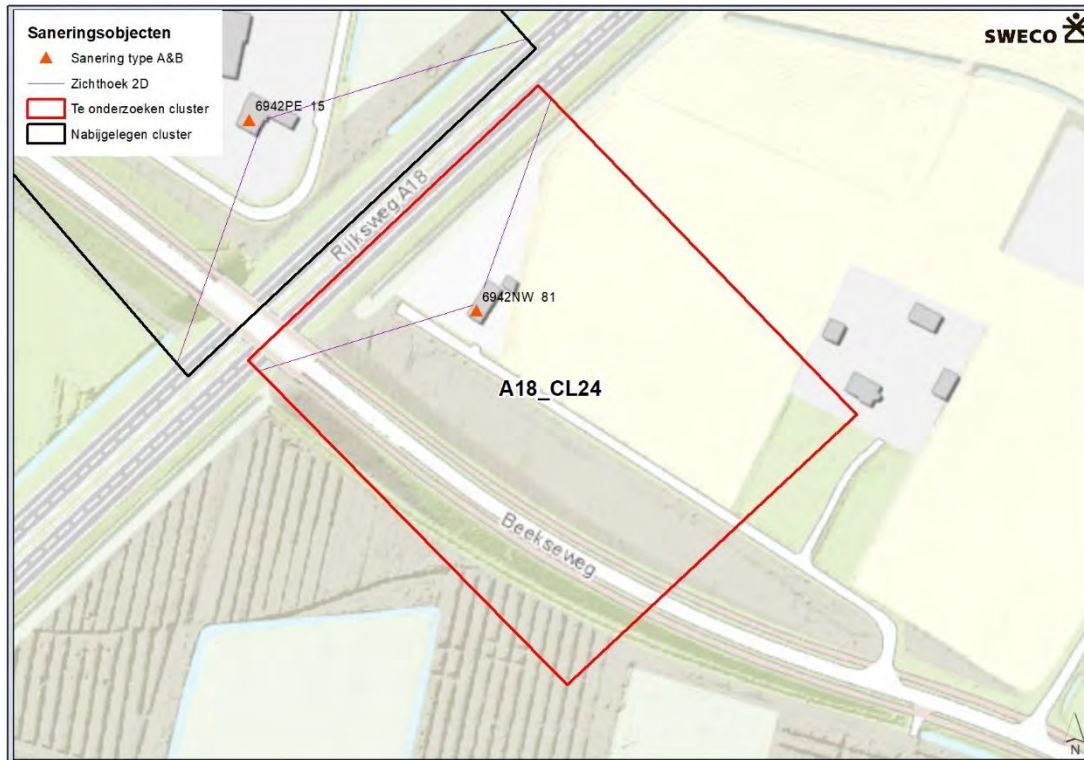 Saneringsobjecten
Sanering type A&B
Zichthoek 2D
Te onderzoeken cluster
Nabijgelegen cluster
SWECO
6942PE 15
Rijksweg A18
6942NW 81
A18_CL24
Beekseweg
N